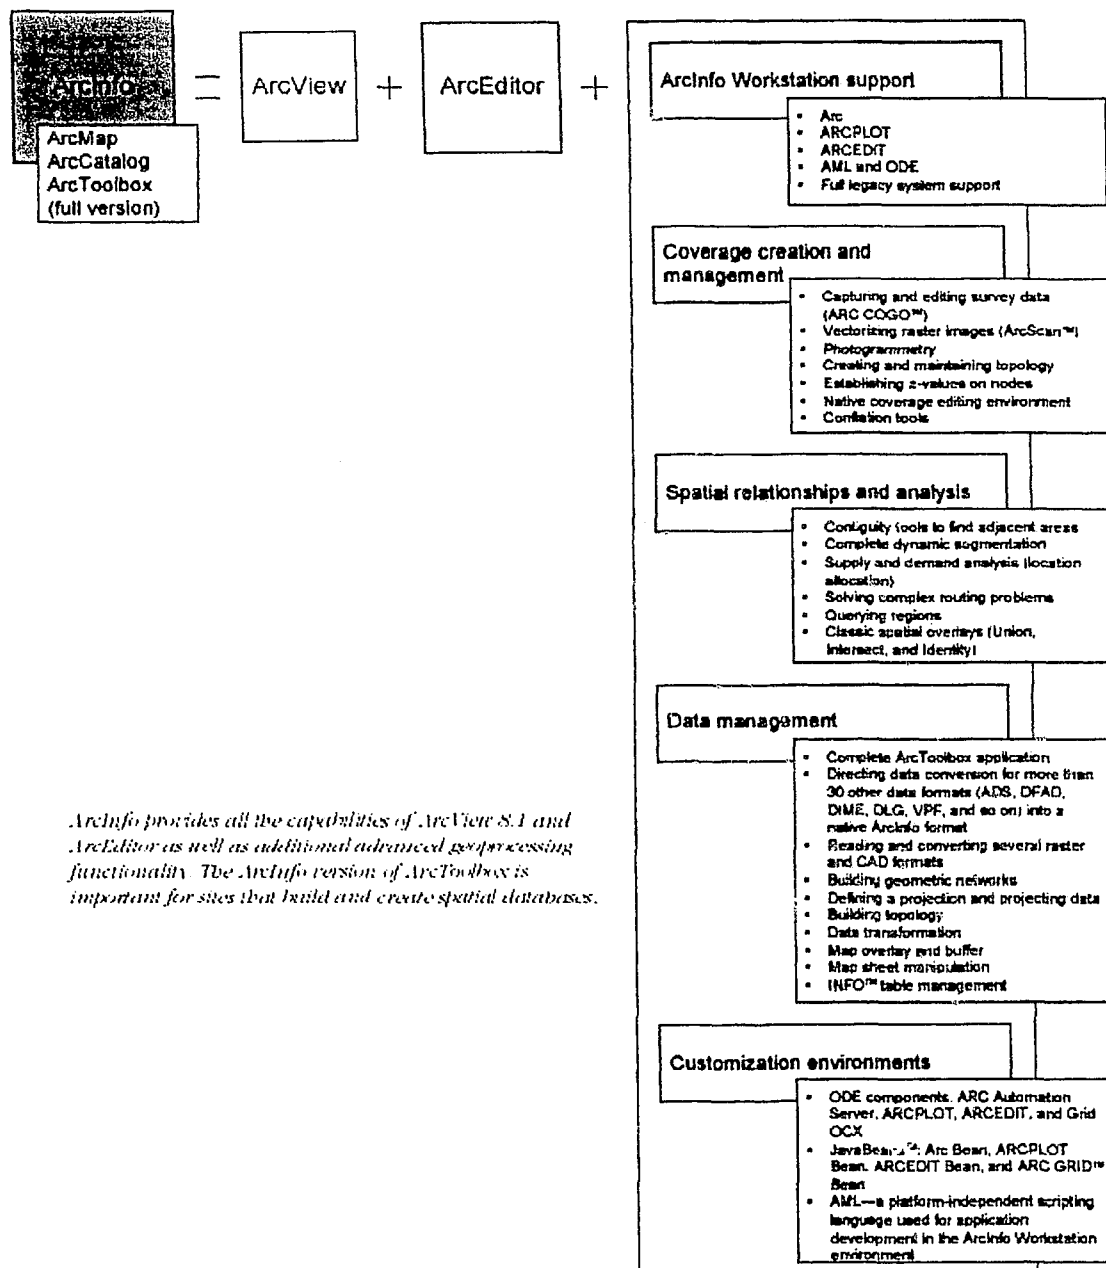 ArcInfo
=
ArcView
+
ArcEditor
+
ArcMap
ArcCatalog
ArcToolbox
(full version)
ArcInfo Workstation support
• Arc
• ARCPLOT
• ARCEDIT
• AML and ODE
• Full legacy system support
Coverage creation and
management
• Capturing and editing survey data
(ARC COGO™)
• Vectorizing raster images (ArcScan™)
• Photogrammetry
• Creating and maintaining topology
• Establishing z-values on nodes
• Native coverage editing environment
• Conflation tools
Spatial relationships and analysis
• Contiguity tools to find adjacent areas
• Complete dynamic segmentation
• Supply and demand analysis (location
allocation)
• Solving complex routing problems
• Querying regions
• Classic spatial overlays (Union,
Intersect, and Identity)
Data management
• Complete ArcToolbox application
• Directing data conversion for more than
30 other data formats (ADS, DFAD,
DIME, DLG, VPF, and so on) into a
native ArcInfo format
• Reading and converting several raster
and CAD formats
• Building geometric networks
• Defining a projection and projecting data
• Building topology
• Data transformation
• Map overlay and buffer
• Map sheet manipulation
• INFO™ table management
ArcInfo provides all the capabilities of ArcView 8.1 and
ArcEditor as well as additional advanced geoprocessing
functionality. The ArcInfo version of ArcToolbox is
important for sites that build and create spatial databases.
Customization environments
• ODE components. ARC Automation
Server, ARCPLOT, ARCEDIT, and Grid
OCX
• JavaBeans™: Arc Bean, ARCPLOT
Bean, ARCEDIT Bean, and ARC GRID™
Bean
• AML—a platform-independent scripting
language used for application
development in the ArcInfo Workstation
environment